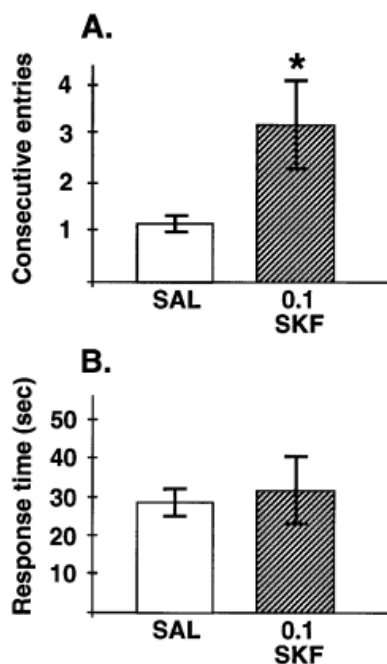 A.
Consecutive entries
4
3
2
1
*
SAL
0.1
SKF
B.
Response time (sec)
50
40
30
20
10
SAL
0.1
SKF